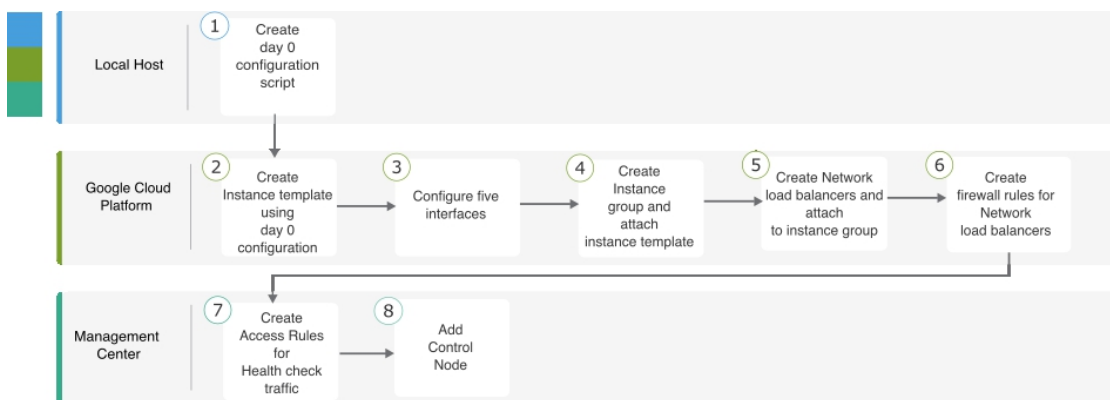 Local Host
1
Create
day 0
configuration
script
Google Cloud
Platform
2
Create
Instance template
using
day 0
configuration
3
Configure five
interfaces
4
Create
Instance
group and
attach
instance template
5
Create Network
load balancers and
attach
to instance group
6
Create
firewall rules for
Network
load balancers
Management
Center
7
Create
Access Rules
for
Health check
traffic
8
Add
Control
Node